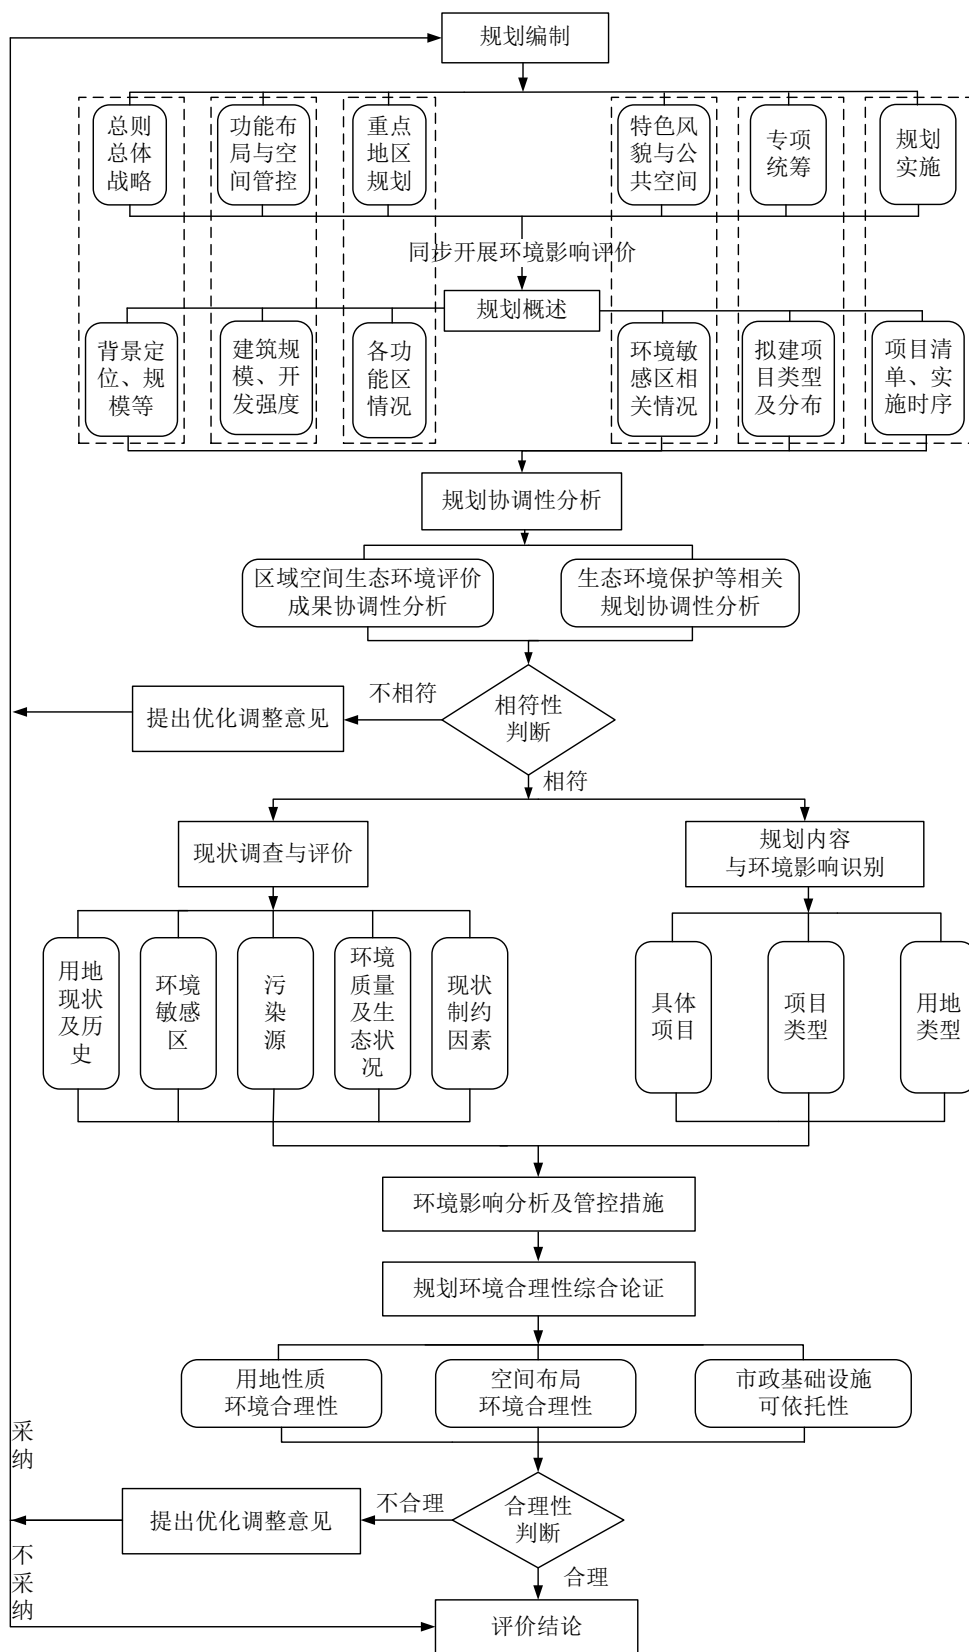 规划编制
总则
总体
战略
功能布
局与空
间管控
重点
地区
规划
特色风
貌与公
共空间
专项
统筹
规划
实施
同步开展环境影响评价
规划概述
背景定
位、规
模等
建筑规
模、开
发强度
各功
能区
情况
环境敏
感区相
关情况
拟建项
目类型
及分布
项目清
单、实
施时序
规划协调性分析
区域空间生态环境评价
成果协调性分析
生态环境保护等相关
规划协调性分析
不相符
相符性
判断
提出优化调整意见
相符
现状调查与评价
规划内容
与环境影响识别
用地
现状
及历
史
环境
敏感
区
污
染
源
环境
质量
及生
态状
况
现状
制约
因素
具体
项目
项目
类型
用地
类型
环境影响分析及管控措施
规划环境合理性综合论证
用地性质
环境合理性
空间布局
环境合理性
市政基础设施
可依托性
采
纳
不合理
合理性
判断
提出优化调整意见
不
采
纳
合理
评价结论